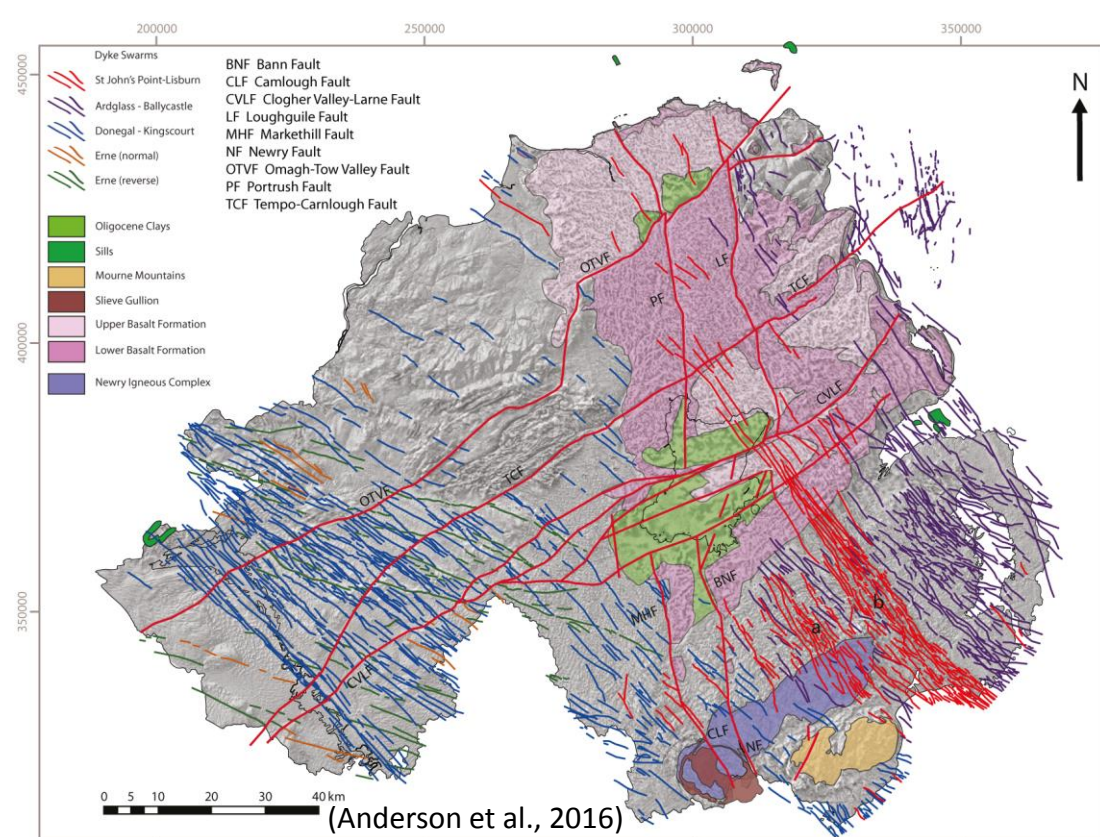 200000 250000 300000 350000
450000
400000
350000
N
Dyke Swarms
St John's Point-Lisburn
Ardglass - Ballycastle
Donegal - Kingscourt
Erne (normal)
Erne (reverse)
Oligocene Clays
Sills
Mourne Mountains
Slieve Gullion
Upper Basalt Formation
Lower Basalt Formation
Newry Igneous Complex
BNF Bann Fault
CLF Camlough Fault
CVLF Clogher Valley-Larne Fault
LF Loughguile Fault
MHF Markethill Fault
NF Newry Fault
OTVF Omagh-Tow Valley Fault
PF Portrush Fault
TCF Tempo-Carnlough Fault
OTVF
LF
TCF
PF
CVLF
TCF
OTVF
BNF
MHF
b
a
CVLF
CLF
0 5 10 20 30 40 km
(Anderson et al., 2016)